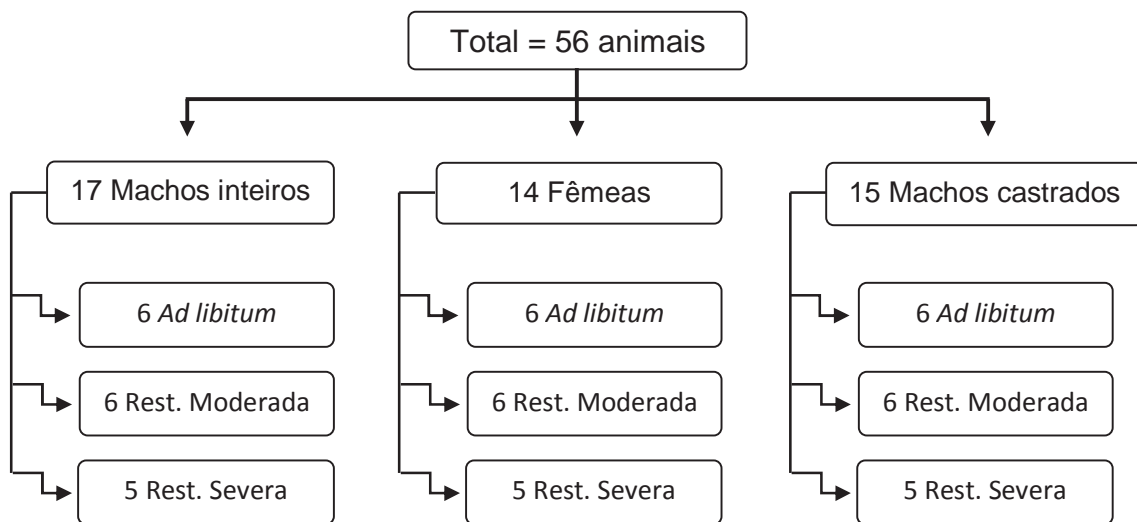 Total = 56 animais
17 Machos inteiros
14 Fêmeas
15 Machos castrados
6 Ad libitum
6 Ad libitum
6 Ad libitum
6 Rest. Moderada
6 Rest. Moderada
6 Rest. Moderada
5 Rest. Severa
5 Rest. Severa
5 Rest. Severa